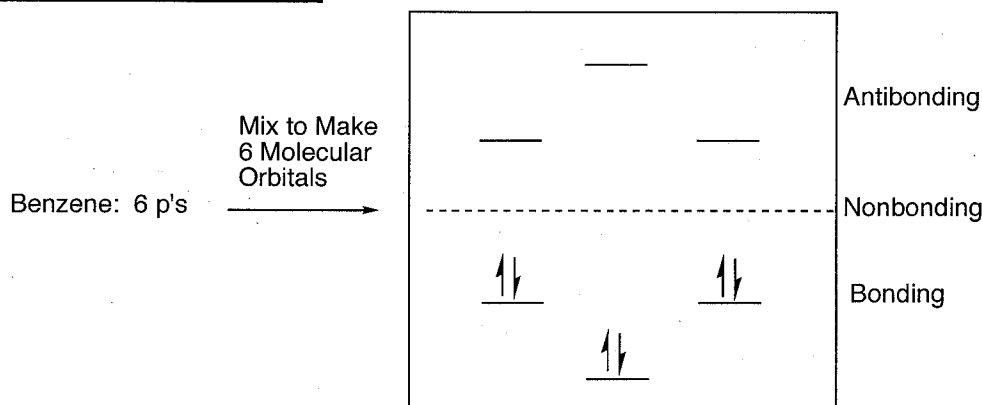 Antibonding
Mix to Make
6 Molecular
Orbitals
Benzene: 6 p's
Nonbonding
Bonding